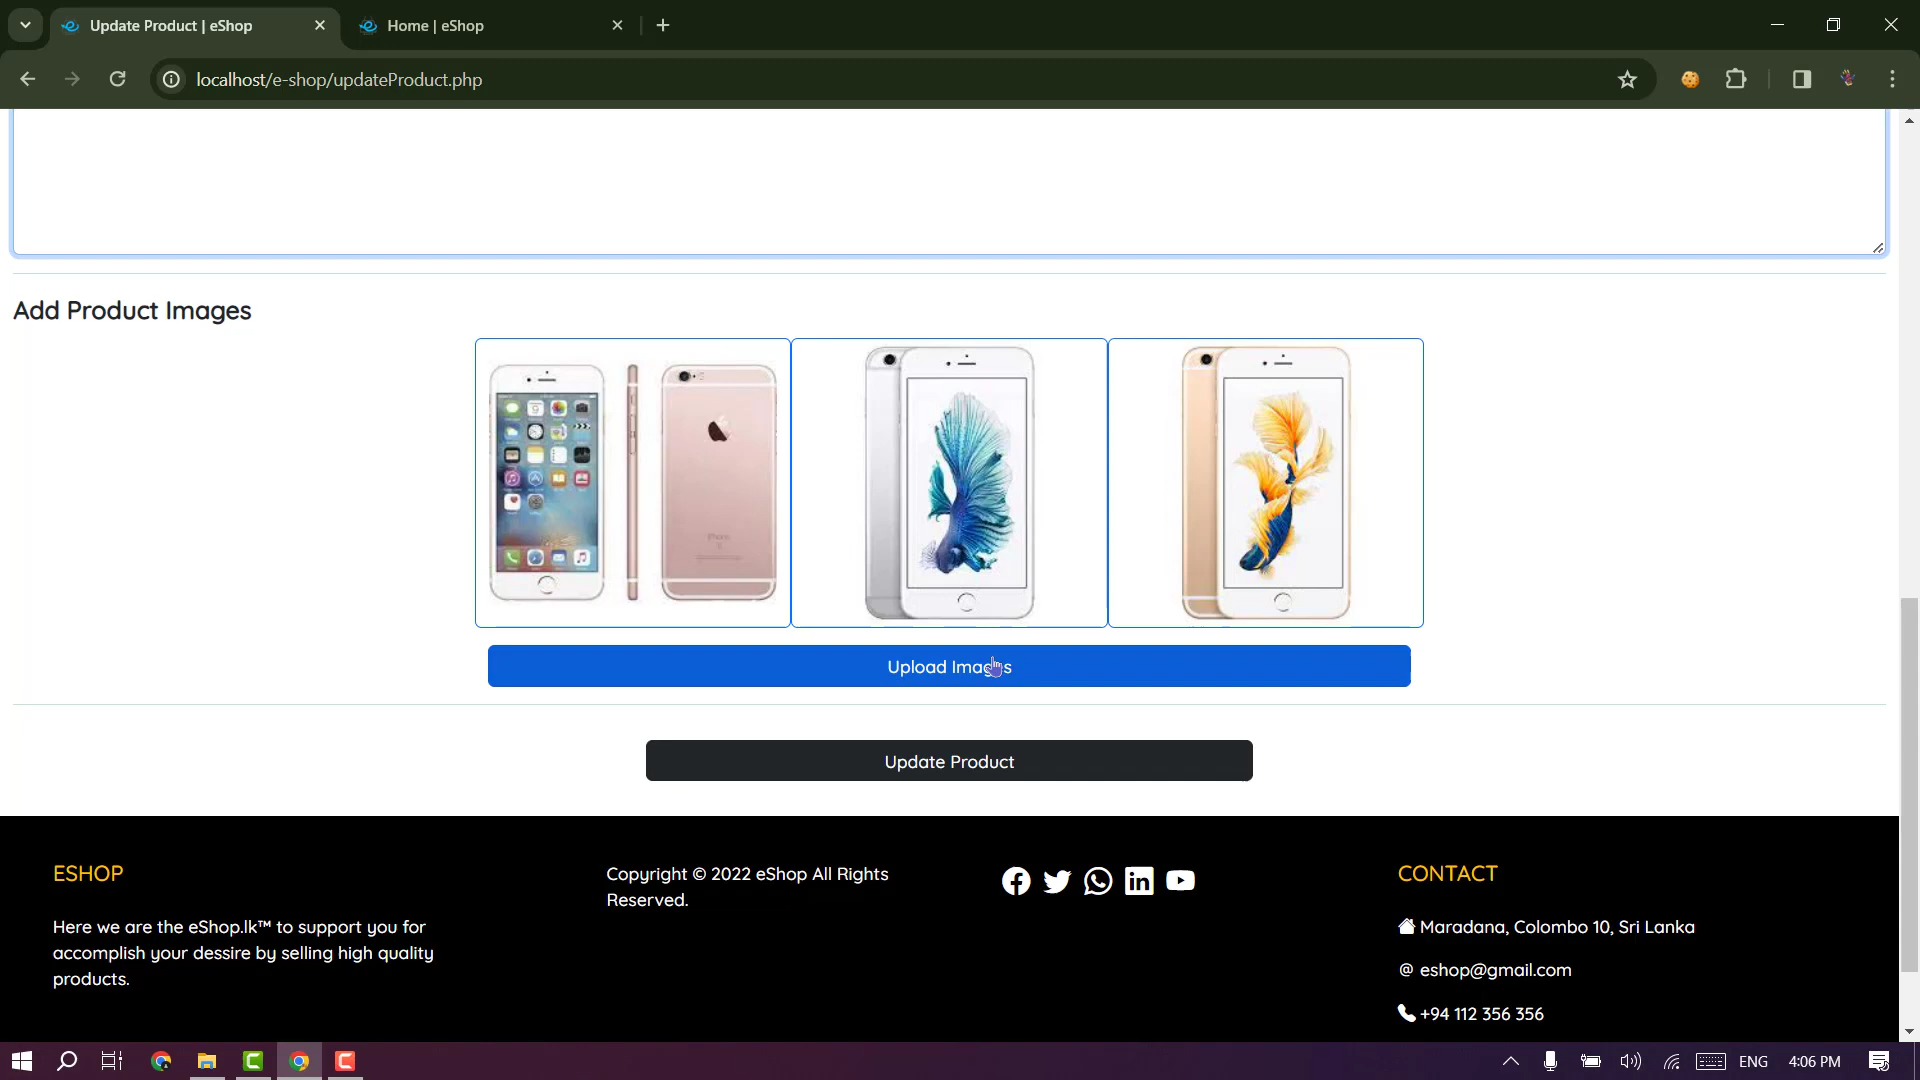 Update Product | eShop
Home | eShop
localhost/e-shop/updateProduct.php
Add Product Images
Upload Images
Update Product
ESHOP
Here we are the eShop.lk™ to support you for
accomplish your dessire by selling high quality
products.
Copyright © 2022 eShop All Rights
Reserved.
CONTACT
Maradana, Colombo 10, Sri Lanka
@ eshop@gmail.com
+94 112 356 356
ENG
4:06 PM